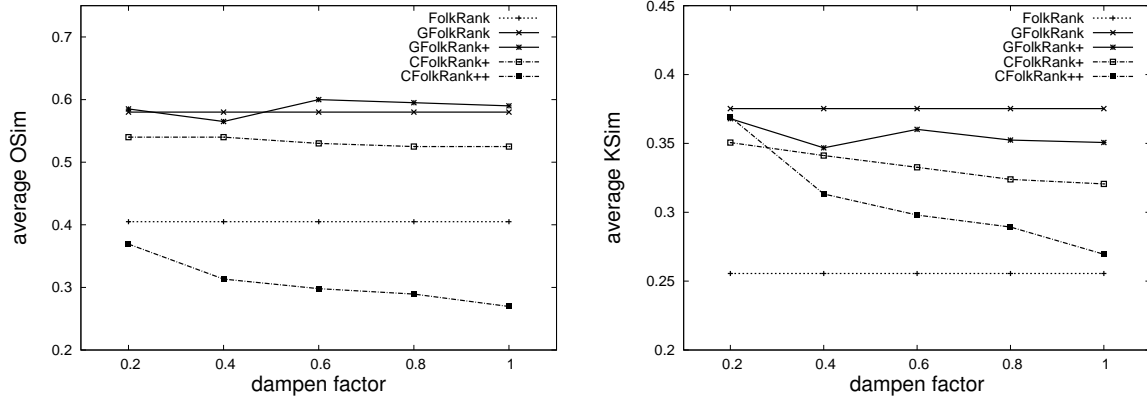 0.7
0.6
0.5
0.4
0.3
0.2
0.2 0.4 0.6 0.8 1
average OSim
dampen factor
FolkRank
GFolkRank
GFolkRank+
CFolkRank+
CFolkRank++
0.45
0.4
0.35
0.3
0.25
0.2
0.2 0.4 0.6 0.8 1
average KSim
dampen factor
FolkRank
GFolkRank
GFolkRank+
CFolkRank+
CFolkRank++